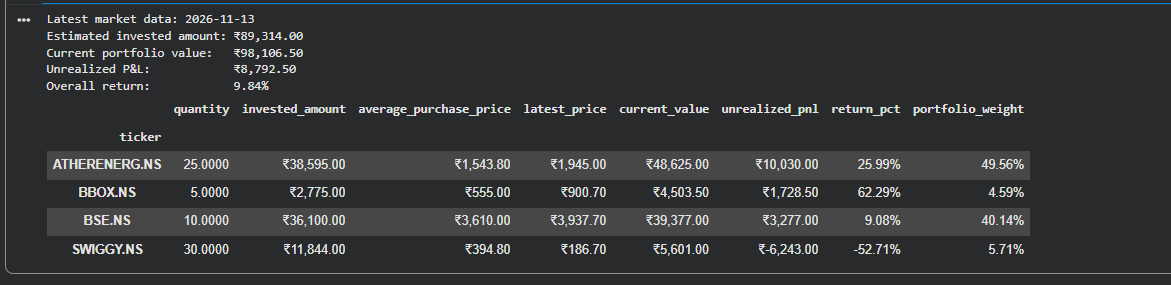 Latest market data: 2026-11-13
Estimated invested amount: ₹89,314.00
Current portfolio value: ₹98,106.50
Unrealized P&L: ₹8,792.50
Overall return: 9.84%
quantity invested_amount average_purchase_price latest_price current_value unrealized_pnl return_pct portfolio_weight
ticker
ATHERENERG.NS 25.0000 ₹38,595.00 ₹1,543.80 ₹1,945.00 ₹48,625.00 ₹10,030.00 25.99% 49.56%
BBOX.NS 5.0000 ₹2,775.00 ₹555.00 ₹900.70 ₹4,503.50 ₹1,728.50 62.29% 4.59%
BSE.NS 10.0000 ₹36,100.00 ₹3,610.00 ₹3,937.70 ₹39,377.00 ₹3,277.00 9.08% 40.14%
SWIGGY.NS 30.0000 ₹11,844.00 ₹394.80 ₹186.70 ₹5,601.00 ₹-6,243.00 -52.71% 5.71%